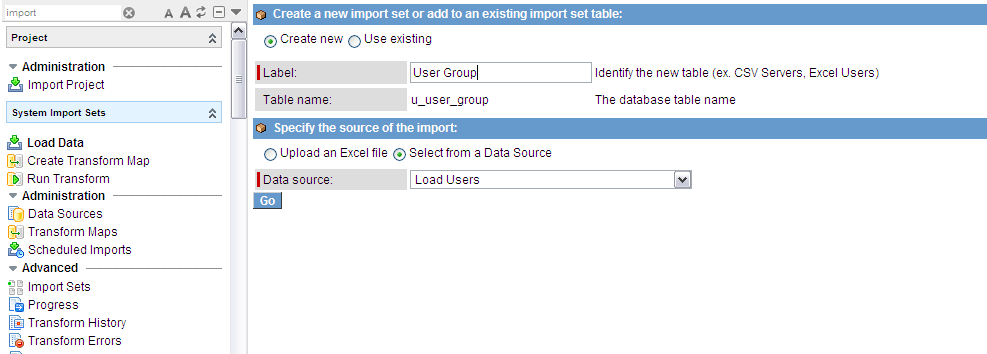 import
A A
Project
Administration
Import Project
System Import Sets
Load Data
Create Transform Map
Run Transform
Administration
Data Sources
Transform Maps
Scheduled Imports
Advanced
Import Sets
Progress
Transform History
Transform Errors
Create a new import set or add to an existing import set table:
Create new Use existing
Label: User Group Identify the new table (ex. CSV Servers, Excel Users)
Table name: u_user_group The database table name
Specify the source of the import:
Upload an Excel file Select from a Data Source
Data source: Load Users
Go